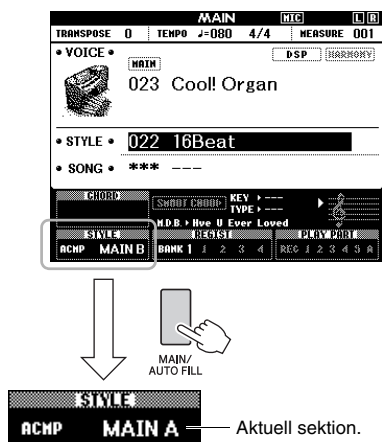 MAIN MIC L R
TRANSPOSE 0 TEMPO ♩=080 4/4 MEASURE 001
• VOICE • DSP HARMONY
MAIN
023 Cool! Organ
• STYLE • 022 16Beat
• SONG • *** ---
CHORD SMART CHORD KEY ▸ ---
TYPE ▸ ---
M.D.B. ▸ Hve U Ever Loved
STYLE REGIST PLAY PART
ACMP MAIN B BANK 1 1 2 3 4 REC 1 2 3 4 5 A
MAIN/
AUTO FILL
STYLE
ACMP MAIN A Aktuell sektion.